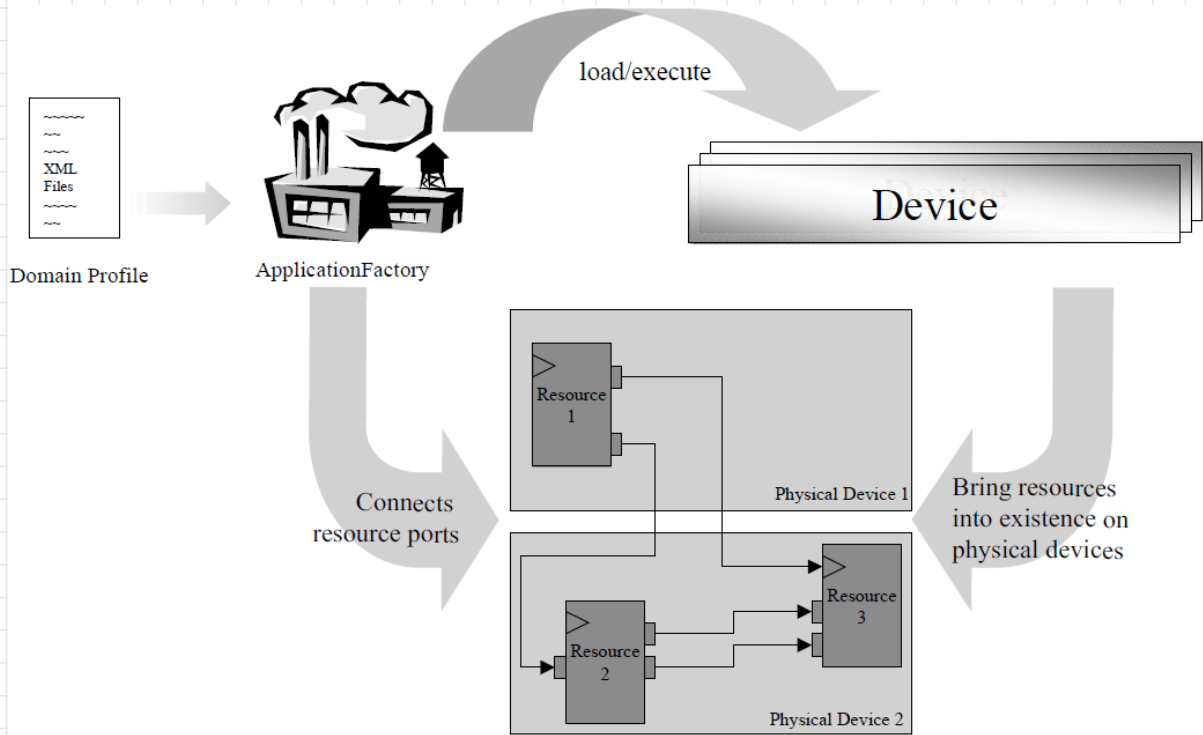 load/execute
~~~~~
~~
~~~
XML
Files
~~~~
~~
Device
Device
Domain Profile
ApplicationFactory
Resource
1
Physical Device 1
Connects
resource ports
Bring resources
into existence on
physical devices
Resource
3
Resource
2
Physical Device 2